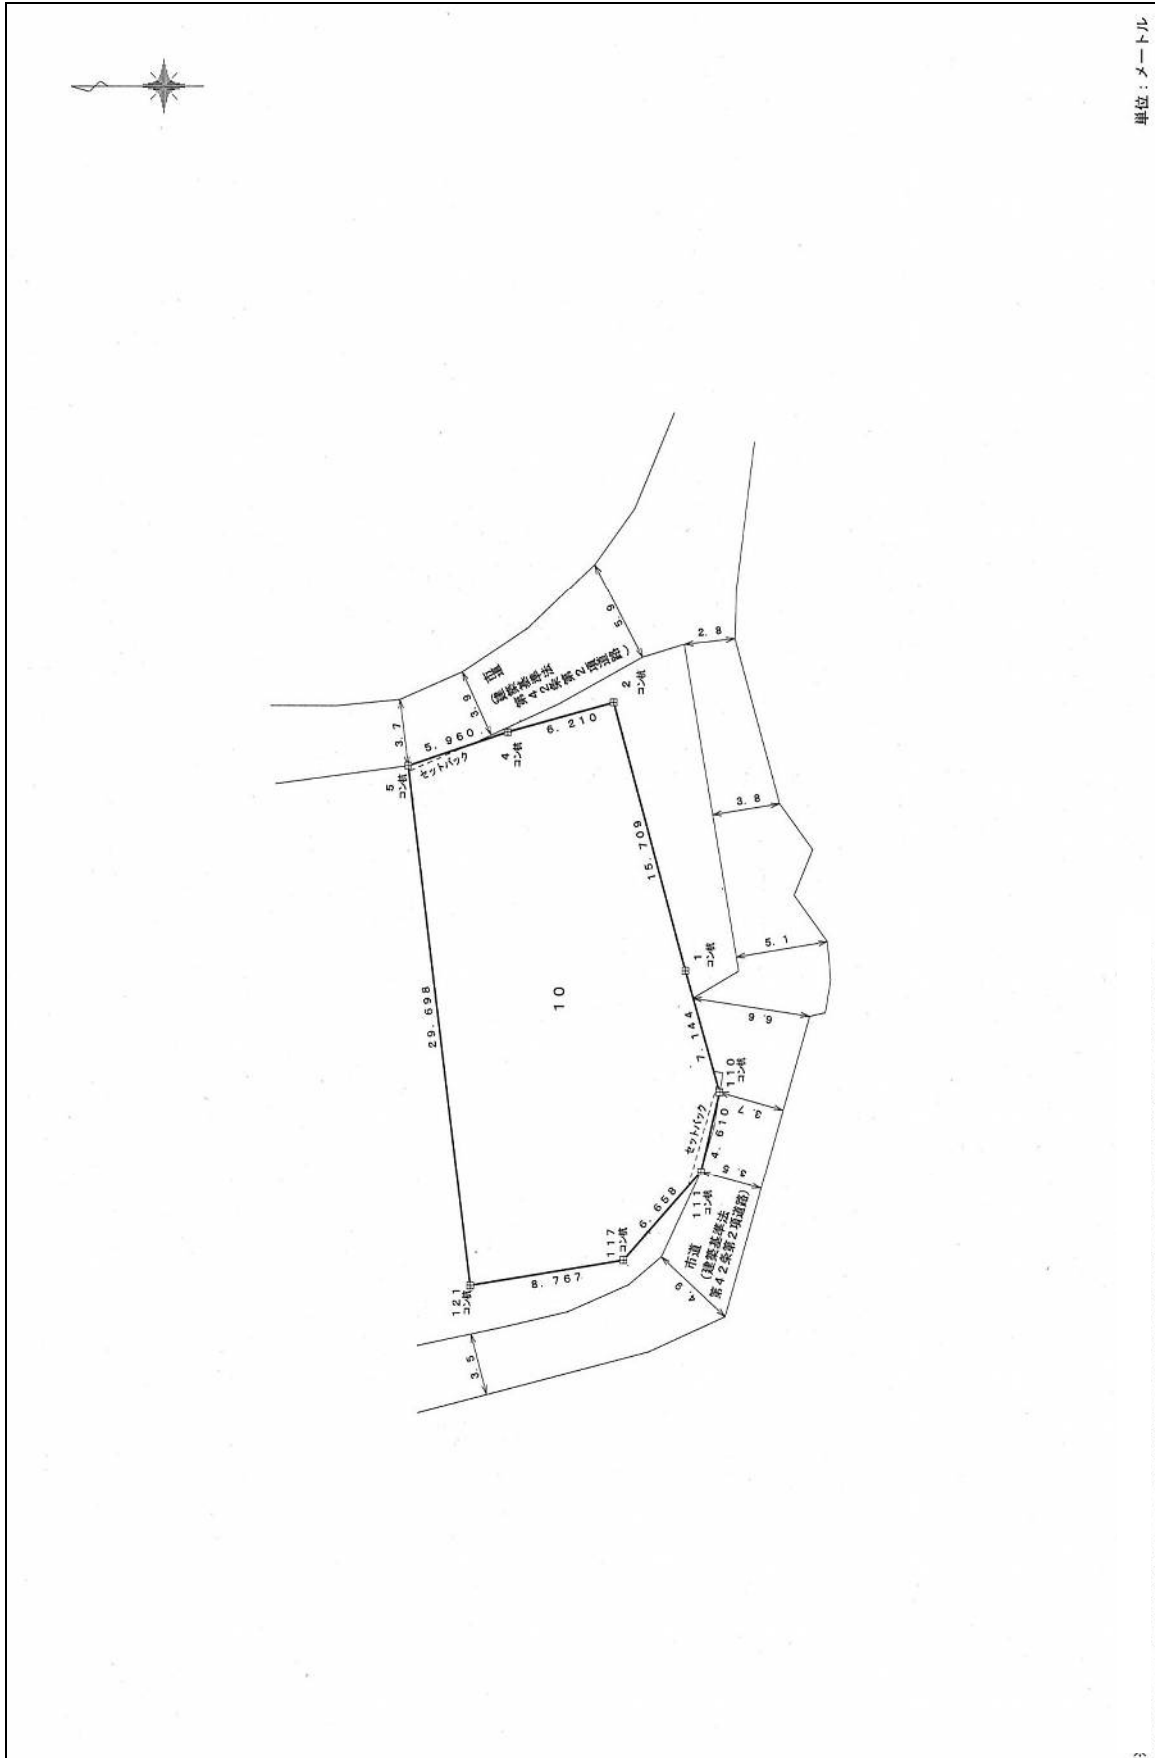 単位：メートル
5
コン杭
3.7
5.960
セットバック
市道
(建築基準法
第42条第2項道路)
3.9
5.9
4
コン杭
6.210
2
コン杭
2.8
15.709
3.8
29.698
10
1
コン杭
5.1
6.6
7.144
110
コン杭
3.7
セットバック
4.610
111
コン杭
6.658
117
コン杭
8.767
121
コン杭
市道
(建築基準法
第42条第2項道路)
4.9
3.5